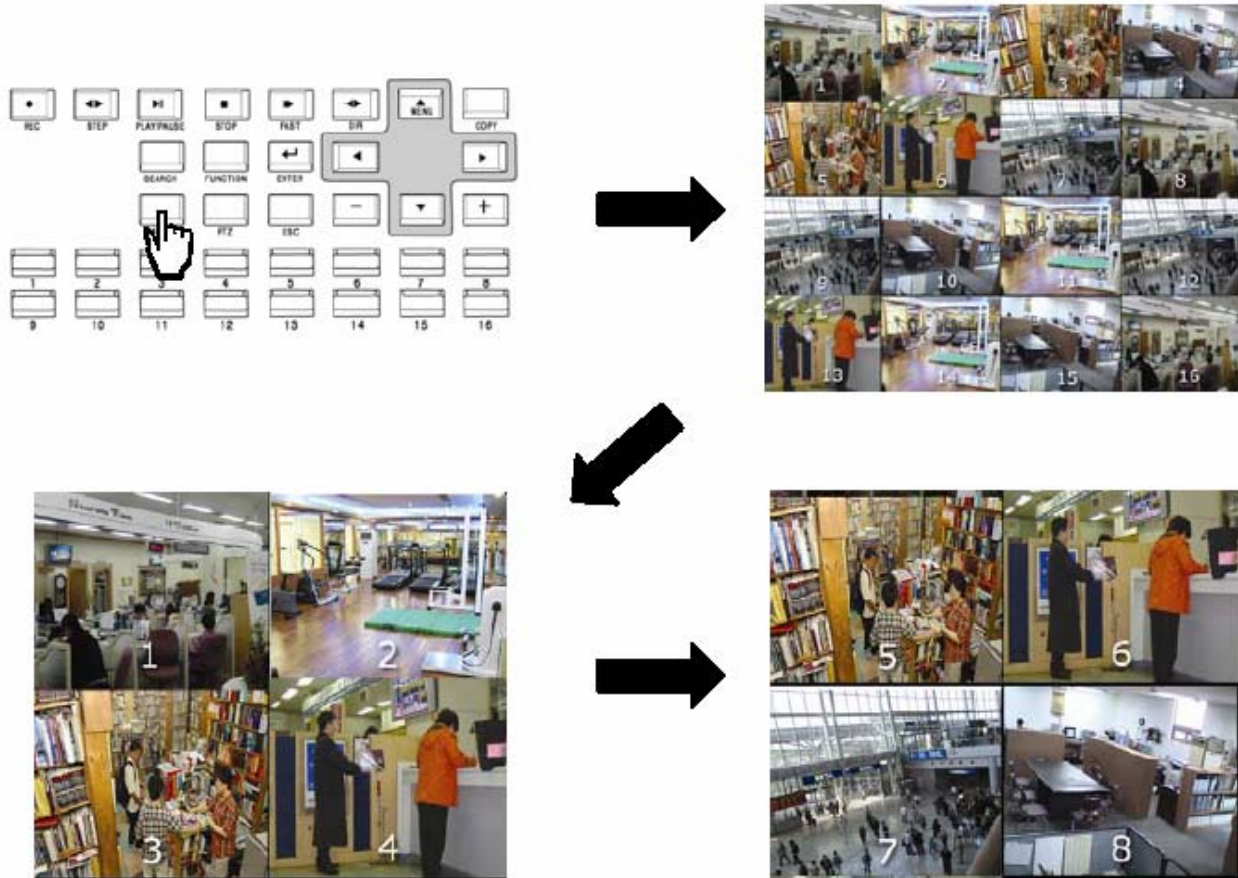 REC STEP PLAY/PAUSE STOP FAST DIR MENU COPY
SEARCH FUNCTION ENTER
PTZ ESC
1 2 3 4 5 6 7 8
9 10 11 12 13 14 15 16
1 2 3 4
5 6 7 8
9 10 11 12
13 14 15 16
1 2
3 4
5 6
7 8